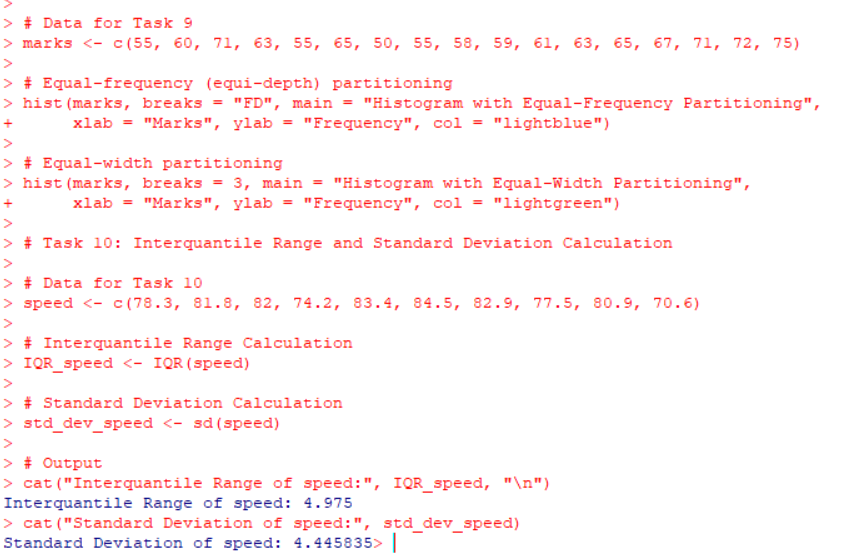 >
> # Data for Task 9
> marks <- c(55, 60, 71, 63, 55, 65, 50, 55, 58, 59, 61, 63, 65, 67, 71, 72, 75)
>
> # Equal-frequency (equi-depth) partitioning
> hist(marks, breaks = "FD", main = "Histogram with Equal-Frequency Partitioning",
+      xlab = "Marks", ylab = "Frequency", col = "lightblue")
>
> # Equal-width partitioning
> hist(marks, breaks = 3, main = "Histogram with Equal-Width Partitioning",
+      xlab = "Marks", ylab = "Frequency", col = "lightgreen")
>
> # Task 10: Interquantile Range and Standard Deviation Calculation
>
> # Data for Task 10
> speed <- c(78.3, 81.8, 82, 74.2, 83.4, 84.5, 82.9, 77.5, 80.9, 70.6)
>
> # Interquantile Range Calculation
> IQR_speed <- IQR(speed)
>
> # Standard Deviation Calculation
> std_dev_speed <- sd(speed)
>
> # Output
> cat("Interquantile Range of speed:", IQR_speed, "\n")
Interquantile Range of speed: 4.975
> cat("Standard Deviation of speed:", std_dev_speed)
Standard Deviation of speed: 4.445835>